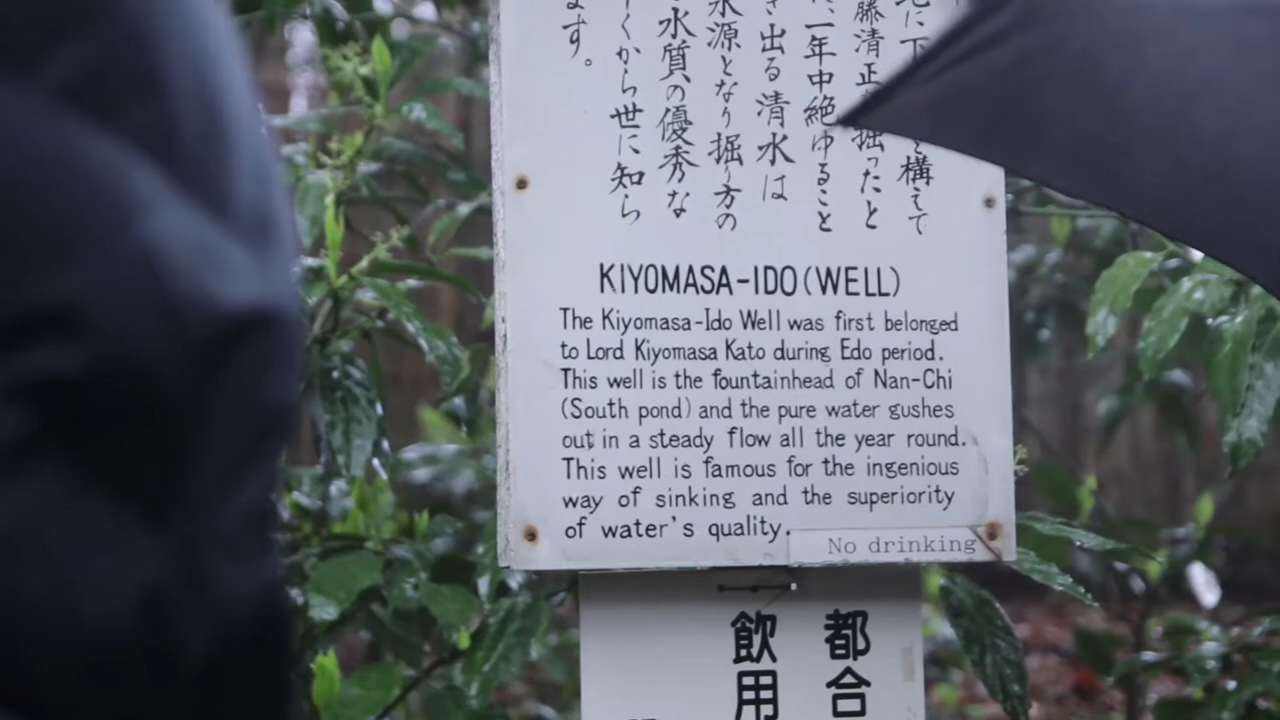 に下 構えて
藤清正 掘ったと
、一年中絶ゆること
き出る清水は
水源となり掘り方の
水質の優秀な
くから世に知ら
ます。
KIYOMASA-IDO(WELL)
The Kiyomasa-Ido Well was first belonged
to Lord Kiyomasa Kato during Edo period.
This well is the fountainhead of Nan-Chi
(South pond) and the pure water gushes
out in a steady flow all the year round.
This well is famous for the ingenious
way of sinking and the superiority
of water's quality.
No drinking
都合
飲用